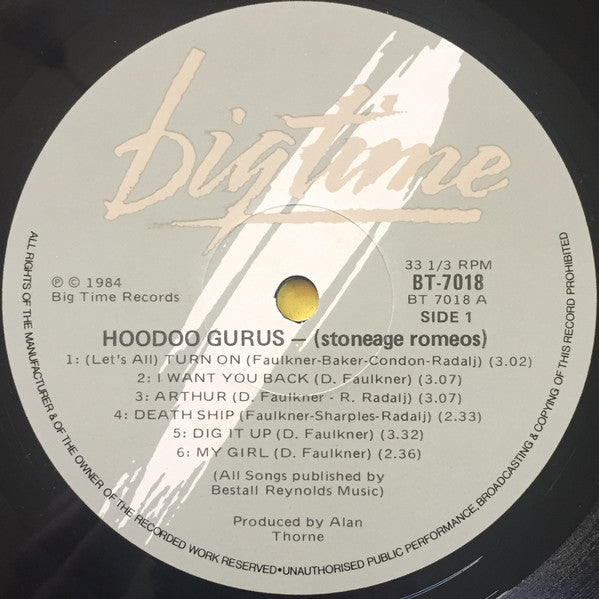 bigtime
℗ © 1984
Big Time Records
33 1/3 RPM
BT-7018
BT 7018 A
SIDE 1
HOODOO GURUS – (stoneage romeos)
1: (Let's All) TURN ON (Faulkner-Baker-Condon-Radalj) (3.02)
2: I WANT YOU BACK (D. Faulkner) (3.07)
3: ARTHUR (D. Faulkner - R. Radalj) (3.07)
4: DEATH SHIP (Faulkner-Sharples-Radalj) (2.33)
5: DIG IT UP (D. Faulkner) (3.32)
6: MY GIRL (D. Faulkner) (2.36)
(All Songs published by
Bestall Reynolds Music)
Produced by Alan
Thorne
ALL RIGHTS OF THE MANUFACTURER & OF THE OWNER OF THE RECORDED WORK RESERVED•UNAUTHORISED PUBLIC PERFORMANCE, BROADCASTING & COPYING OF THIS RECORD PROHIBITED